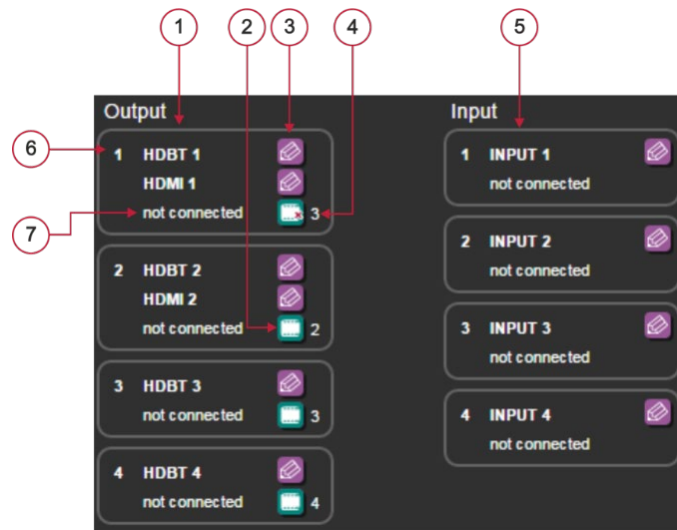 1 2 3 4 5
Output Input
6 1 HDBT 1
HDMI 1
7 not connected 3
2 HDBT 2
HDMI 2
not connected 2
3 HDBT 3
not connected 3
4 HDBT 4
not connected 4
1 INPUT 1
not connected
2 INPUT 2
not connected
3 INPUT 3
not connected
4 INPUT 4
not connected